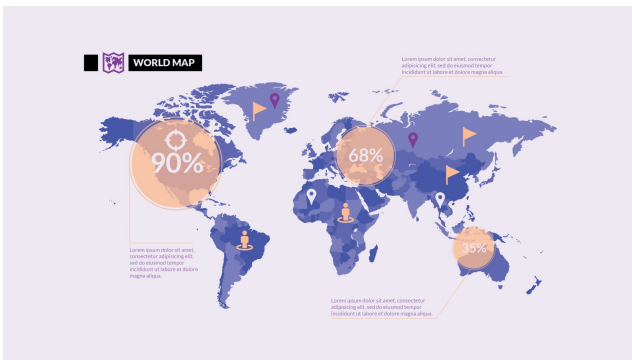 WORLD MAP
Lorem ipsum dolor sit amet, consectetur
adipiscing elit, sed do eiusmod tempor
incididunt ut labore et dolore magna aliqua.
90%
68%
35%
Lorem ipsum dolor sit amet,
consectetur adipiscing elit,
sed do eiusmod tempor
incididunt ut labore et dolore
magna aliqua.
Lorem ipsum dolor sit amet, consectetur
adipiscing elit, sed do eiusmod tempor
incididunt ut labore et dolore magna aliqua.